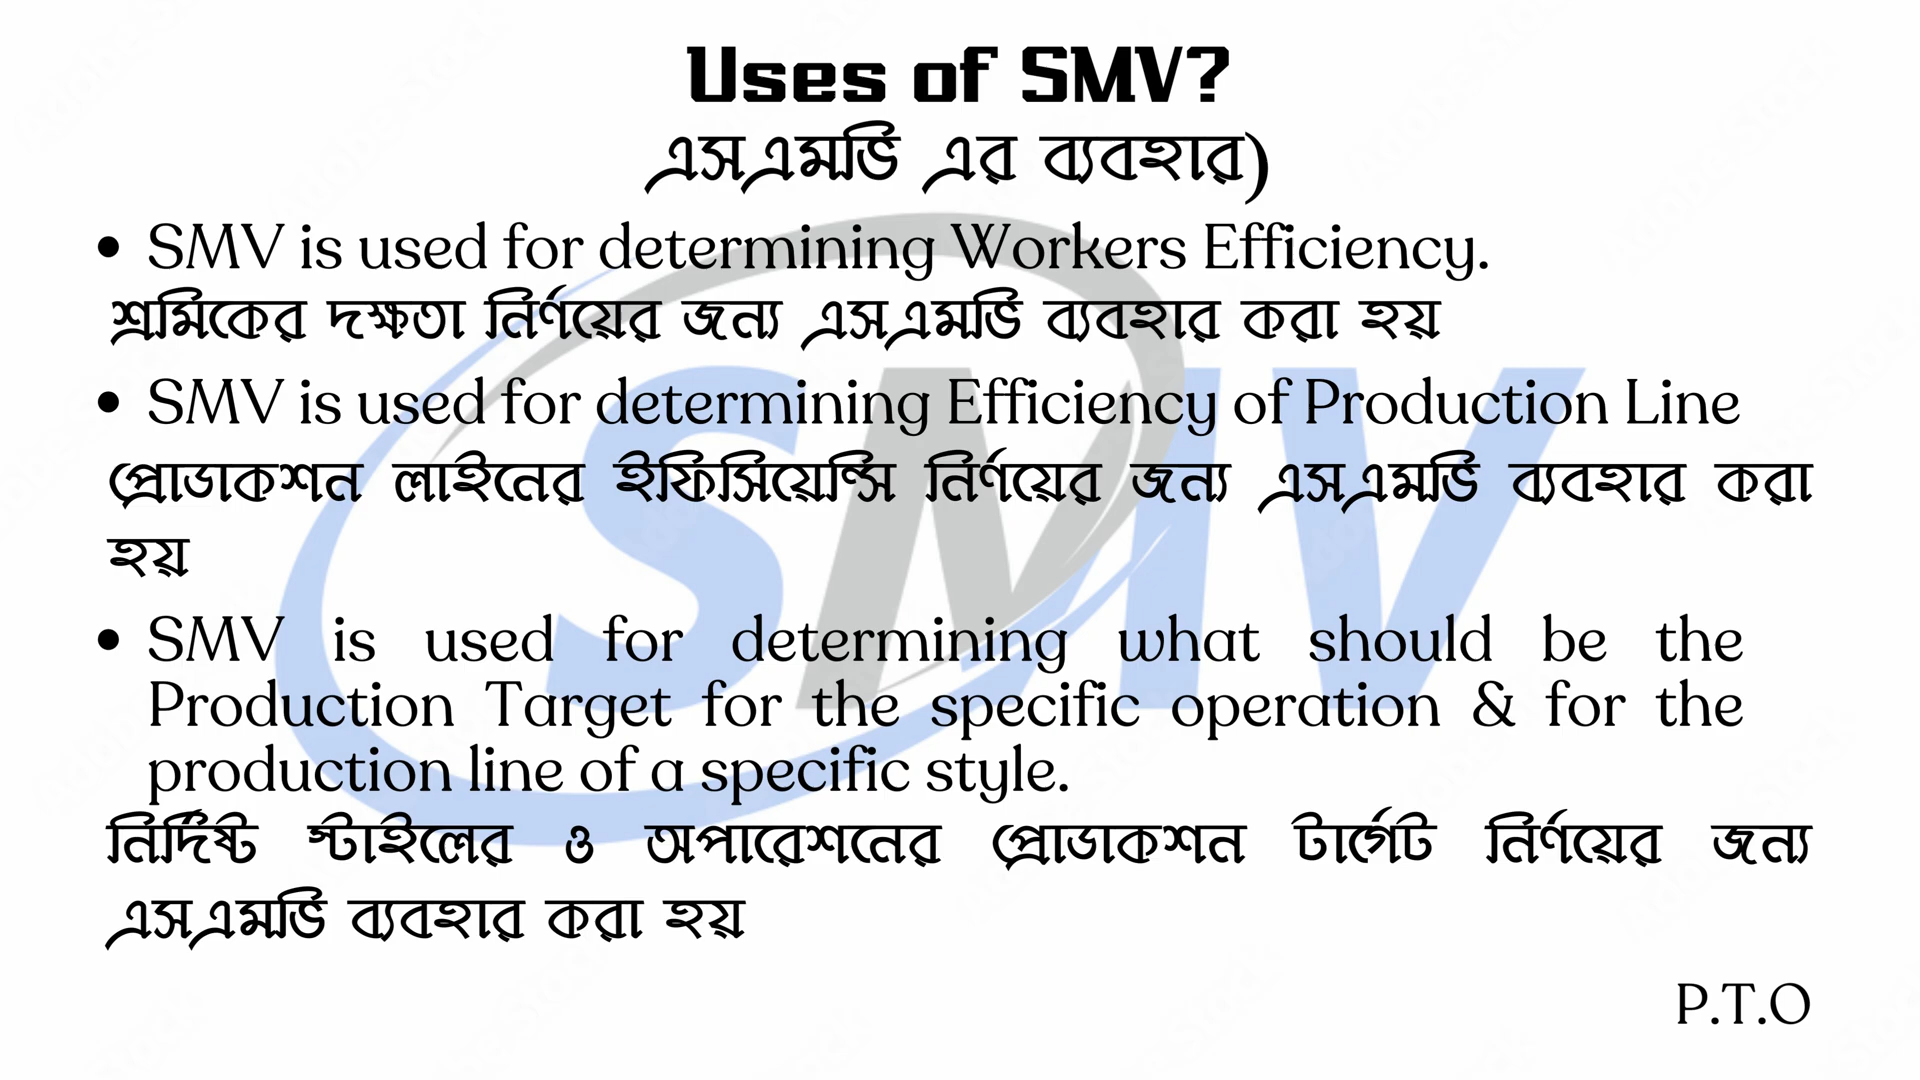 Uses of SMV?
এসএমভি এর ব্যবহার)
• SMV is used for determining Workers Efficiency.
শ্রমিকের দক্ষতা নির্ণয়ের জন্য এসএমভি ব্যবহার করা হয়
• SMV is used for determining Efficiency of Production Line
প্রোডাকশন লাইনের ইফিসিয়েন্সি নির্ণয়ের জন্য এসএমভি ব্যবহার করা
হয়
• SMV is used for determining what should be the
Production Target for the specific operation & for the
production line of a specific style.
নির্দিষ্ট স্টাইলের ও অপারেশনের প্রোডাকশন টার্গেট নির্ণয়ের জন্য
এসএমভি ব্যবহার করা হয়
P.T.O
SMV